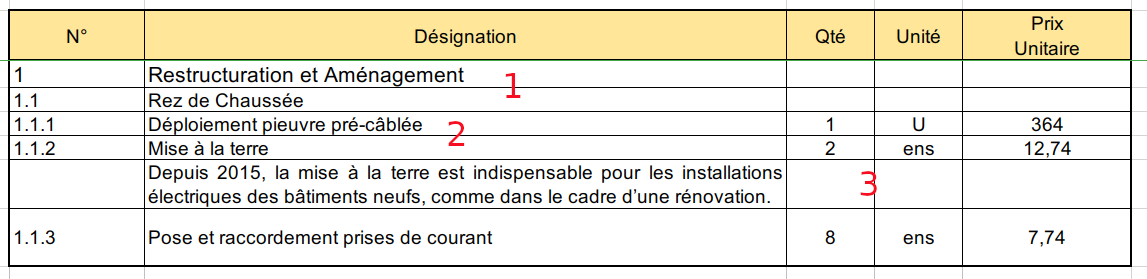 N° Désignation Qté Unité Prix Unitaire
1 Restructuration et Aménagement
1
1.1 Rez de Chaussée
1.1.1 Déploiement pieuvre pré-câblée 1 U 364
2
1.1.2 Mise à la terre 2 ens 12,74
Depuis 2015, la mise à la terre est indispensable pour les installations
électriques des bâtiments neufs, comme dans le cadre d’une rénovation.
3
1.1.3 Pose et raccordement prises de courant 8 ens 7,74